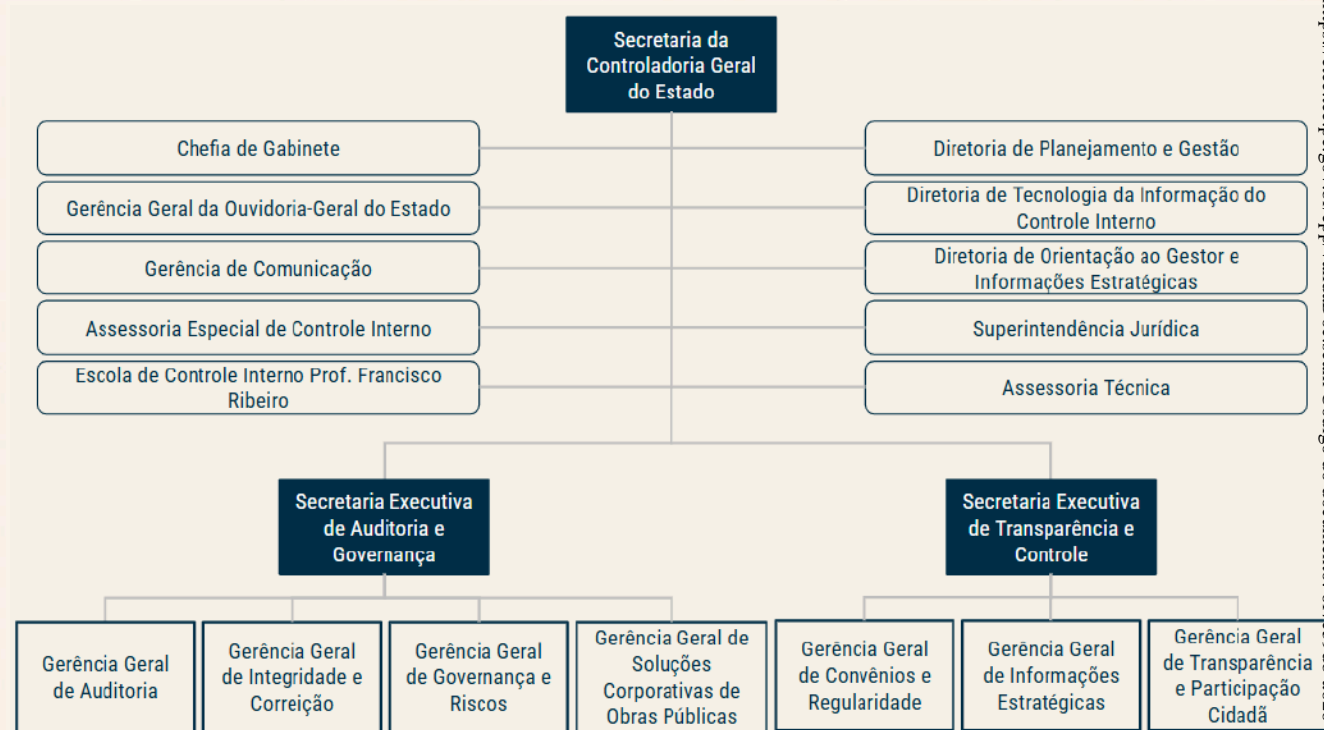 Secretaria da
Controladoria Geral
do Estado
Chefia de Gabinete
Diretoria de Planejamento e Gestão
Gerência Geral da Ouvidoria-Geral do Estado
Diretoria de Tecnologia da Informação do
Controle Interno
Gerência de Comunicação
Diretoria de Orientação ao Gestor e
Informações Estratégicas
Assessoria Especial de Controle Interno
Superintendência Jurídica
Escola de Controle Interno Prof. Francisco
Ribeiro
Assessoria Técnica
Secretaria Executiva
de Auditoria e
Governança
Secretaria Executiva
de Transparência e
Controle
Gerência Geral
de Auditoria
Gerência Geral
de Integridade e
Correição
Gerência Geral
de Governança e
Riscos
Gerência Geral de
Soluções
Corporativas de
Obras Públicas
Gerência Geral
de Convênios e
Regularidade
Gerência Geral
de Informações
Estratégicas
Gerência Geral
de Transparência
e Participação
Cidadã